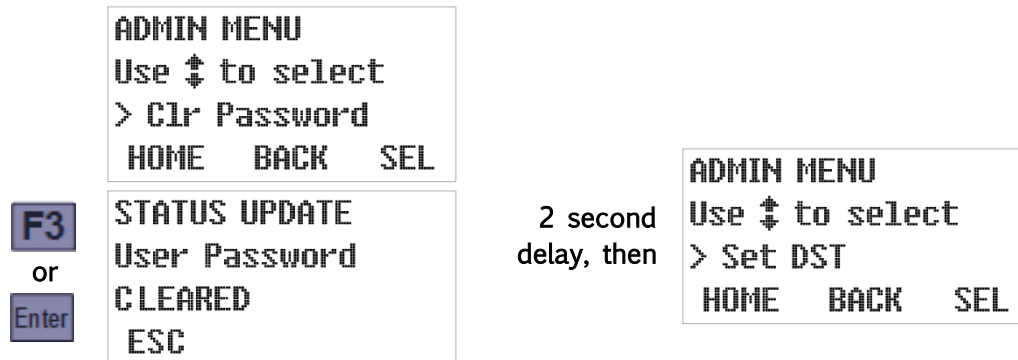 ADMIN MENU
Use ↕ to select
> Clr Password
HOME BACK SEL
F3
or
Enter
STATUS UPDATE
User Password
CLEARED
ESC
2 second
delay, then
ADMIN MENU
Use ↕ to select
> Set DST
HOME BACK SEL